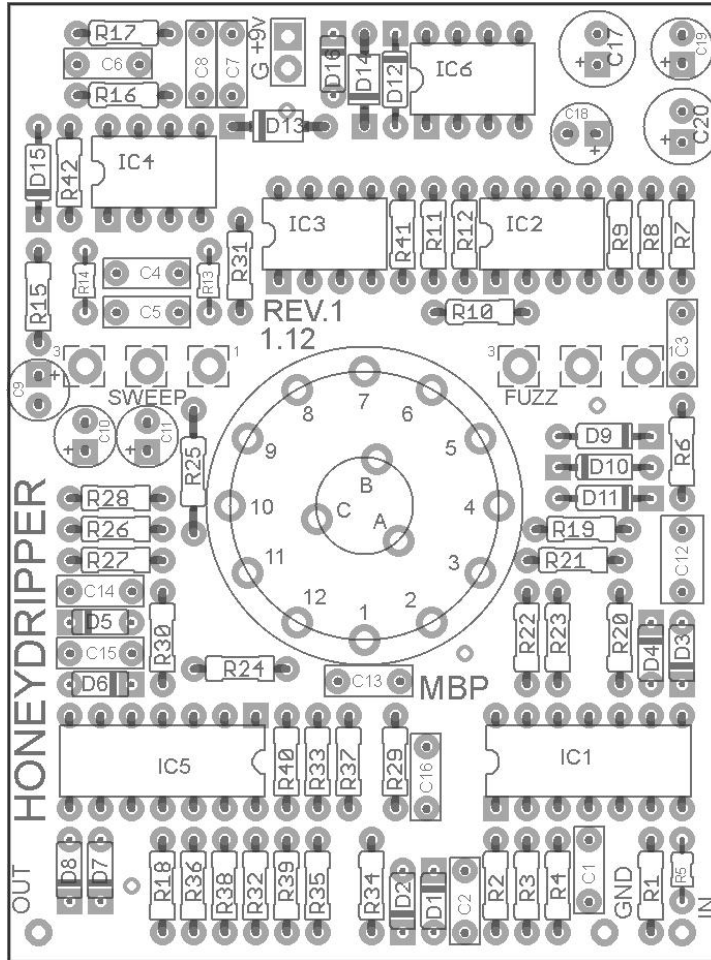 R17
C6
C8
C7
G +9v
R16
D16
D14
D12
IC6
C17
C19
D13
C18
C20
D15
R42
IC4
R31
IC3
R41
R11
R12
IC2
R9
R8
R7
R15
R14
C4
R13
C5
REV.1
1.12
R10
C3
3
1
SWEEP
3
1
FUZZ
C9
C10
C11
R25
7
8
6
9
5
10
4
11
3
12
2
1
B
C
A
D9
D10
D11
R6
R28
R26
R27
R19
R21
C12
C14
D5
C15
D6
R30
R24
R22
R23
R20
D4
D3
C13
MBP
HONEYDRIPPER
IC5
R40
R33
R37
R29
C16
IC1
OUT
D8
D7
R18
R36
R38
R32
R39
R35
R34
D2
D1
C2
R2
R3
R4
C1
GND
R1
R5
IN